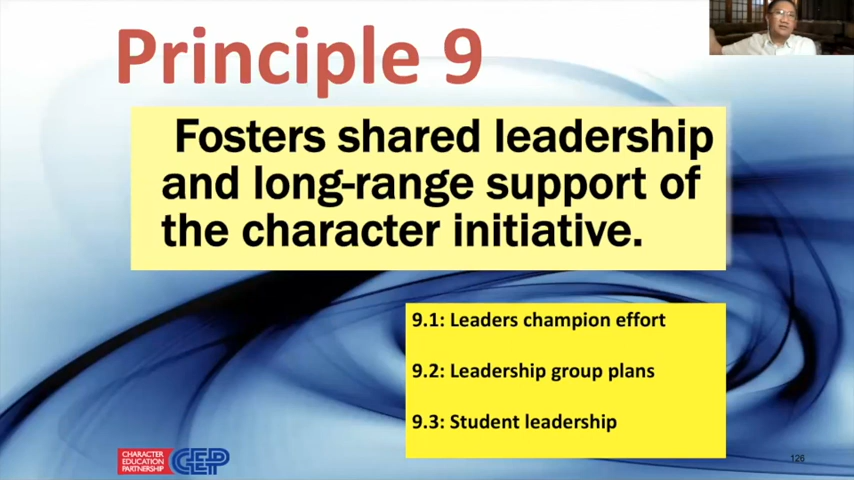 Principle 9
Fosters shared leadership
and long-range support of
the character initiative.
9.1: Leaders champion effort
9.2: Leadership group plans
9.3: Student leadership
CHARACTER
EDUCATION
PARTNERSHIP
CEP
126